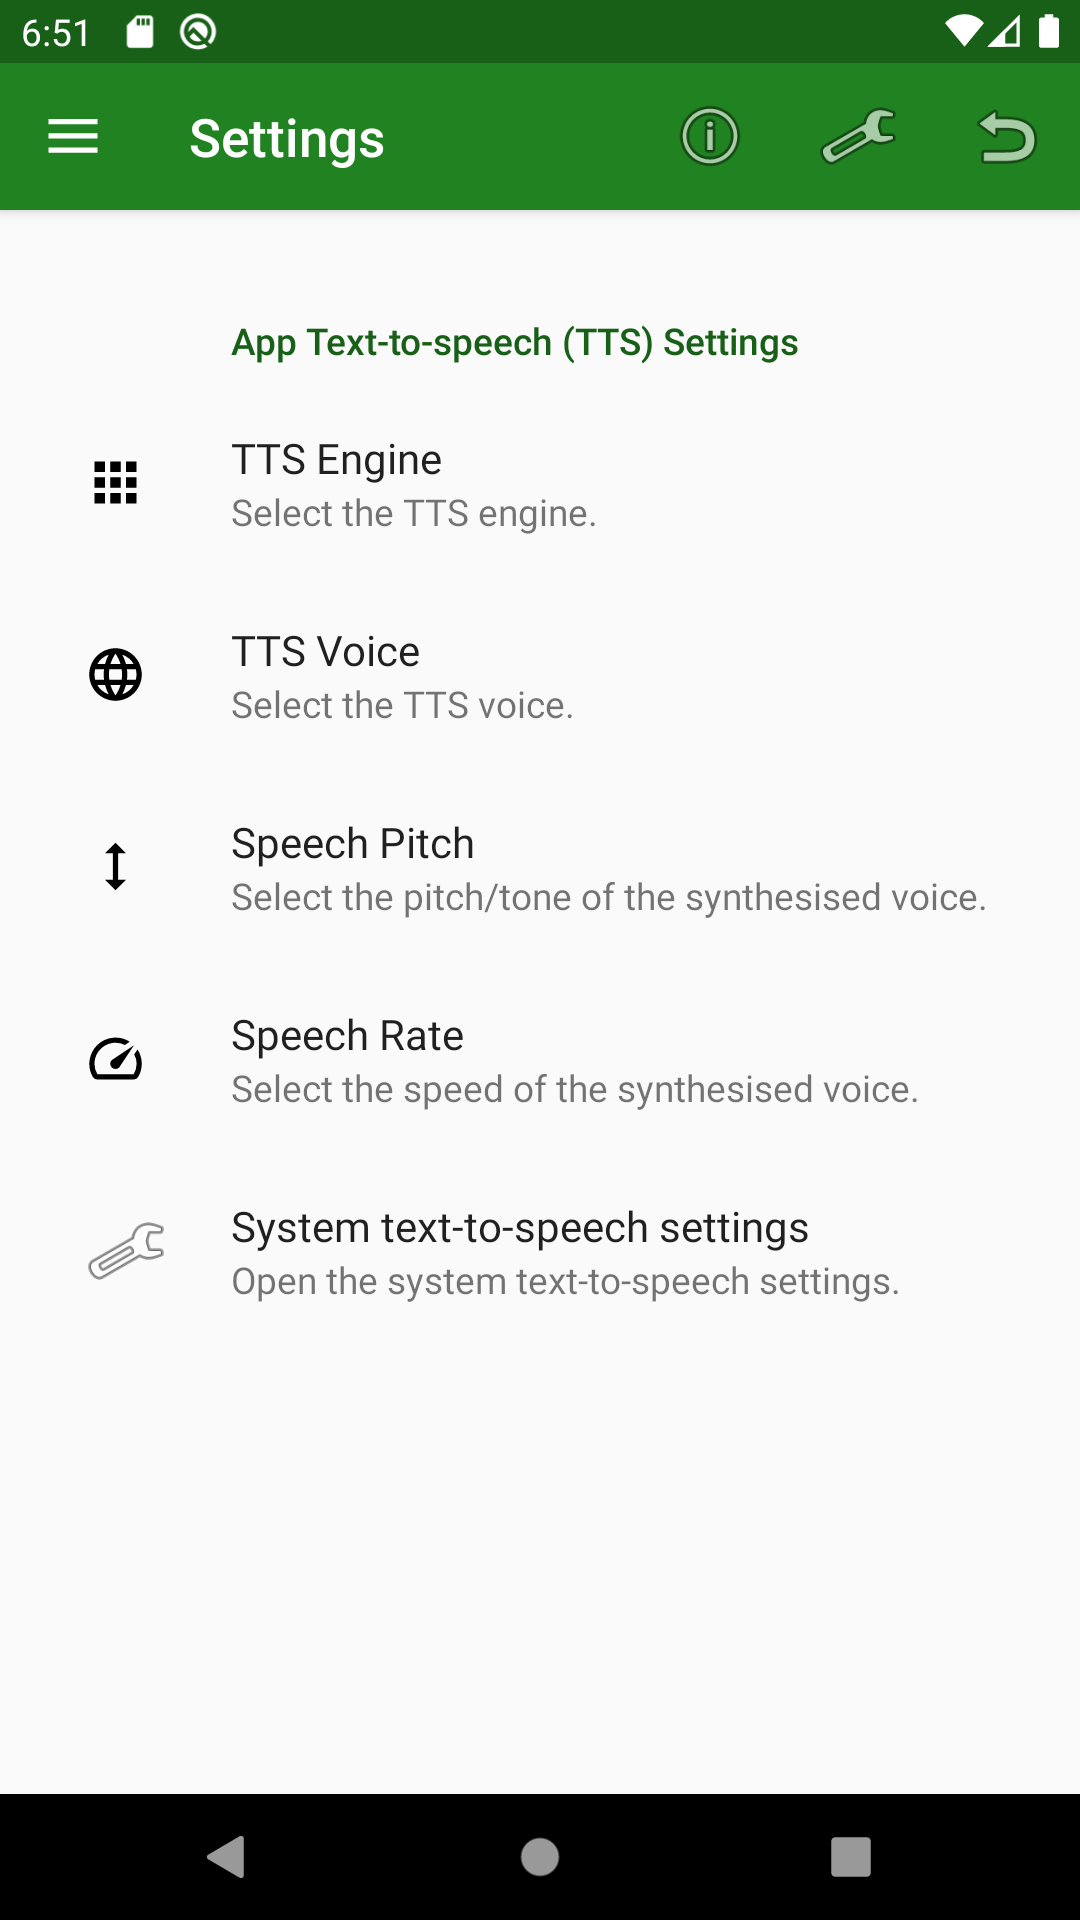 6:51
Settings
App Text-to-speech (TTS) Settings
TTS Engine
Select the TTS engine.
TTS Voice
Select the TTS voice.
Speech Pitch
Select the pitch/tone of the synthesised voice.
Speech Rate
Select the speed of the synthesised voice.
System text-to-speech settings
Open the system text-to-speech settings.